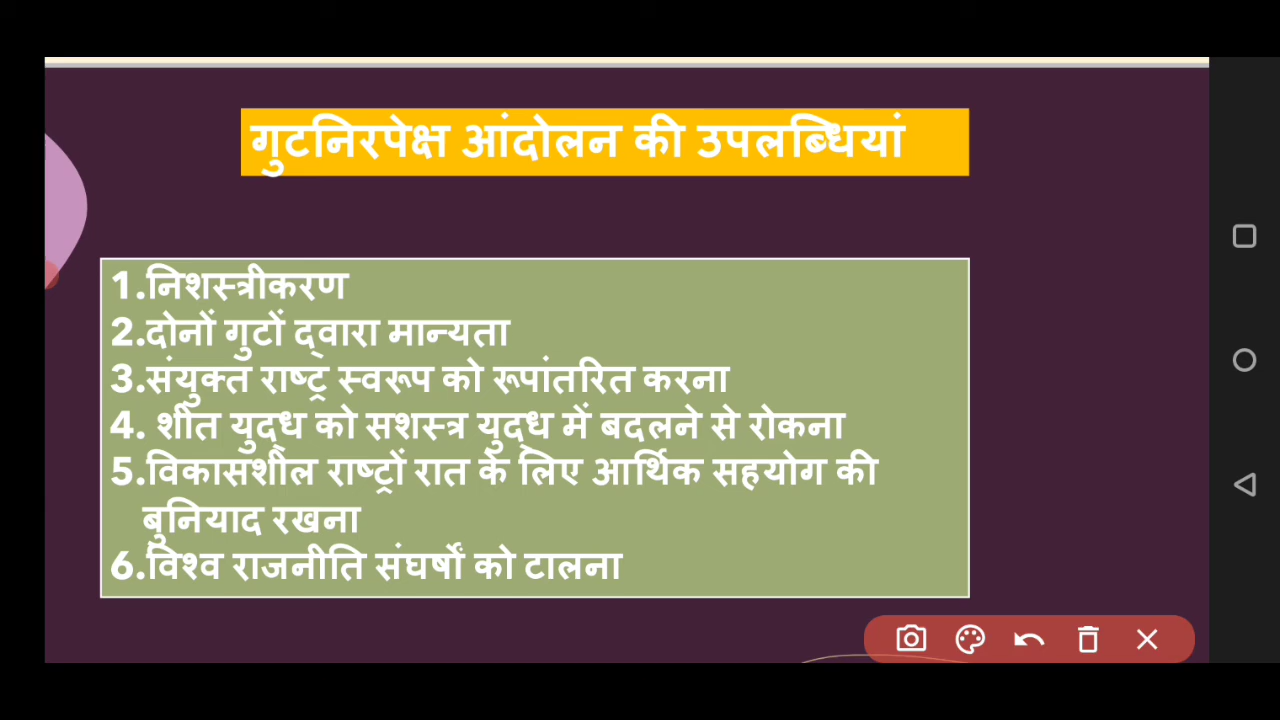 गुटनिरपेक्ष आंदोलन की उपलब्धियां
1.निशस्त्रीकरण
2.दोनों गुटों द्वारा मान्यता
3.संयुक्त राष्ट्र स्वरूप को रूपांतरित करना
4. शीत युद्ध को सशस्त्र युद्ध में बदलने से रोकना
5.विकासशील राष्ट्रों रात के लिए आर्थिक सहयोग की
बुनियाद रखना
6.विश्व राजनीति संघर्षों को टालना